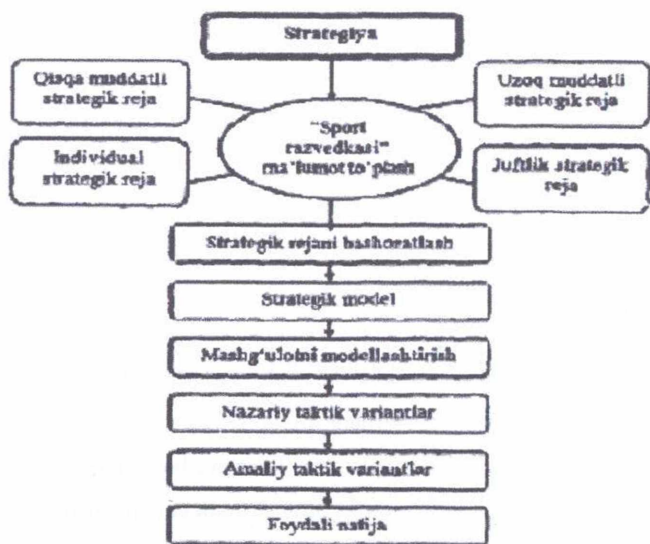 Strategiya
Qisqa muddatli
strategik reja
Uzoq muddatli
strategik reja
"Sport
razvedkasi"
ma'lumot to'plash
Individual
strategik reja
Juftlik strategik
reja
Strategik rejani bashoratlash
Strategik model
Mashg'ulotni modellashtirish
Nazariy taktik variantlar
Amaliy taktik variantlar
Foydali natija